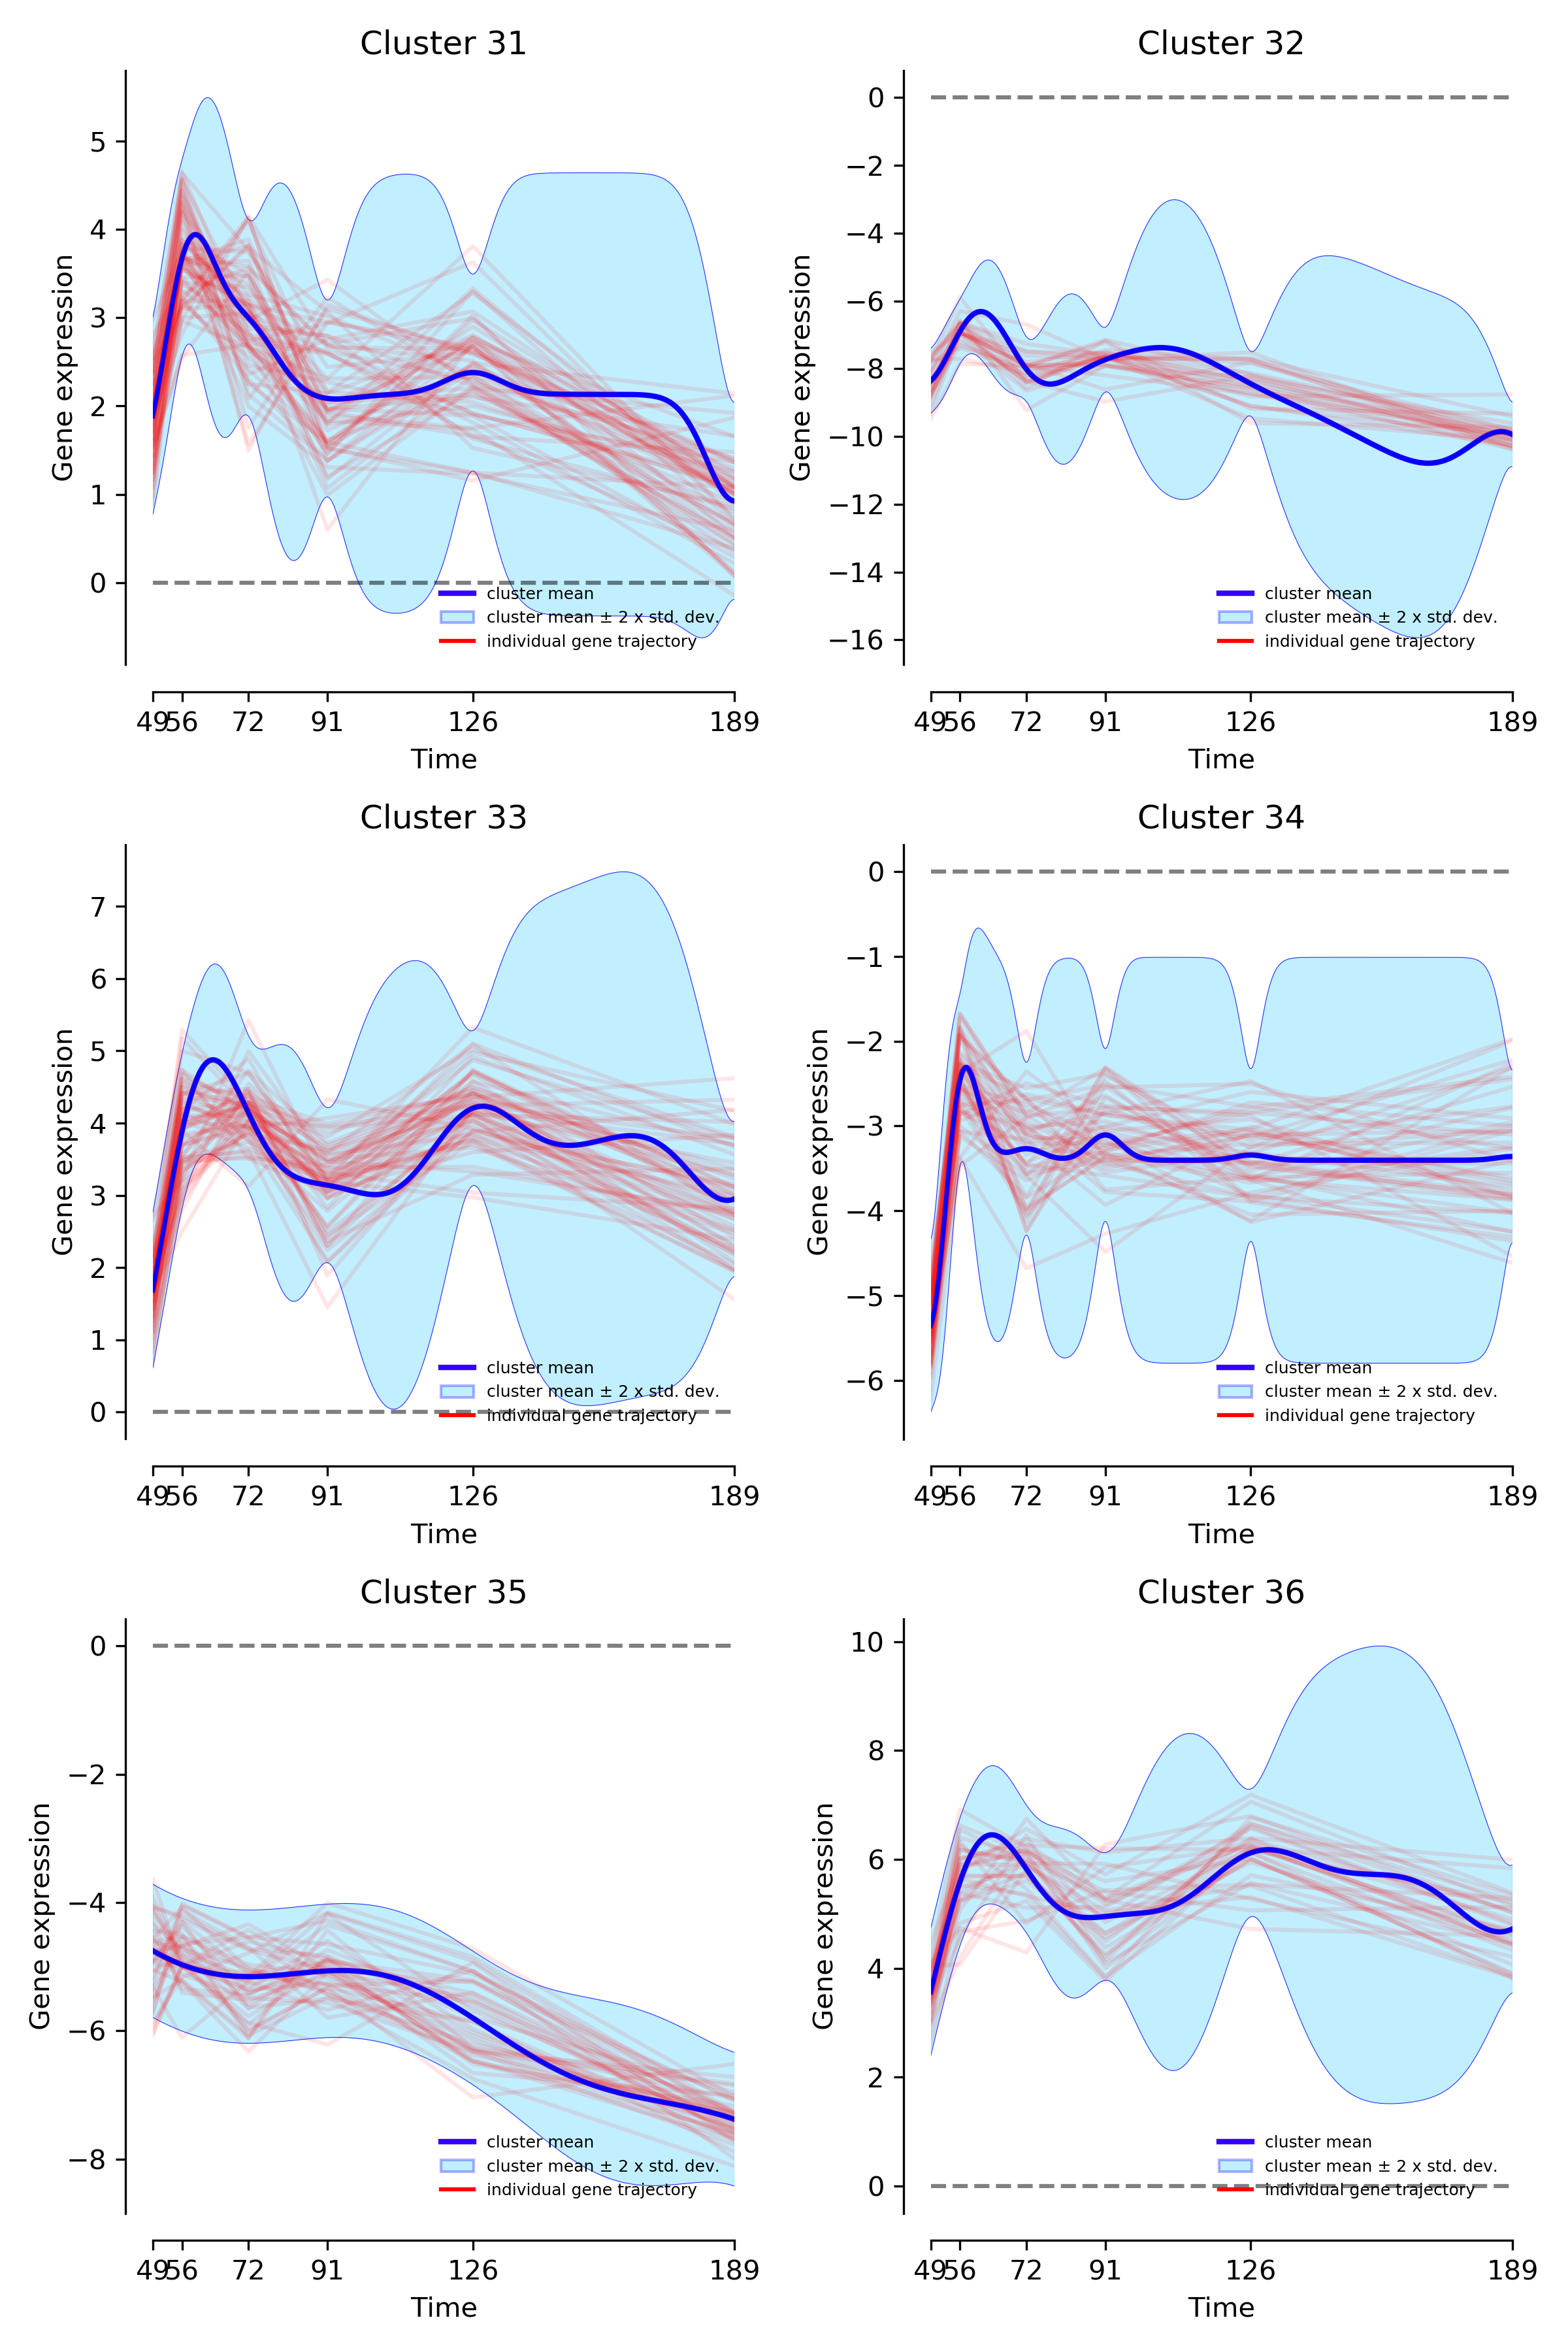 Cluster 31
Gene expression
5
4
3
2
1
0
cluster mean
cluster mean ± 2 x std. dev.
individual gene trajectory
49 56 72 91 126 189
Time
Cluster 32
Gene expression
0
−2
−4
−6
−8
−10
−12
−14
−16
cluster mean
cluster mean ± 2 x std. dev.
individual gene trajectory
49 56 72 91 126 189
Time
Cluster 33
Gene expression
7
6
5
4
3
2
1
0
cluster mean
cluster mean ± 2 x std. dev.
individual gene trajectory
49 56 72 91 126 189
Time
Cluster 34
Gene expression
0
−1
−2
−3
−4
−5
−6
cluster mean
cluster mean ± 2 x std. dev.
individual gene trajectory
49 56 72 91 126 189
Time
Cluster 35
Gene expression
0
−2
−4
−6
−8
cluster mean
cluster mean ± 2 x std. dev.
individual gene trajectory
49 56 72 91 126 189
Time
Cluster 36
Gene expression
10
8
6
4
2
0
cluster mean
cluster mean ± 2 x std. dev.
individual gene trajectory
49 56 72 91 126 189
Time